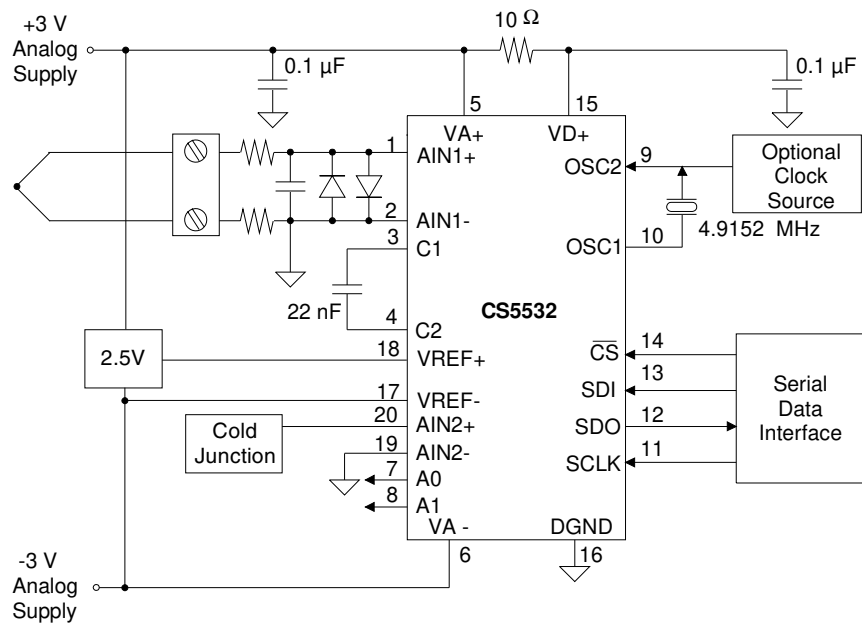 +3 V
Analog
Supply
10 Ω
0.1 µF
0.1 µF
5
15
VA+
VD+
1
AIN1+
2
AIN1-
3
C1
22 nF
4
C2
CS5532
OSC2
9
Optional
Clock
Source
4.9152 MHz
OSC1
10
2.5V
18
VREF+
17
VREF-
20
AIN2+
Cold
Junction
19
AIN2-
7
A0
8
A1
CS
14
SDI
13
SDO
12
SCLK
11
Serial
Data
Interface
VA -
DGND
6
16
-3 V
Analog
Supply